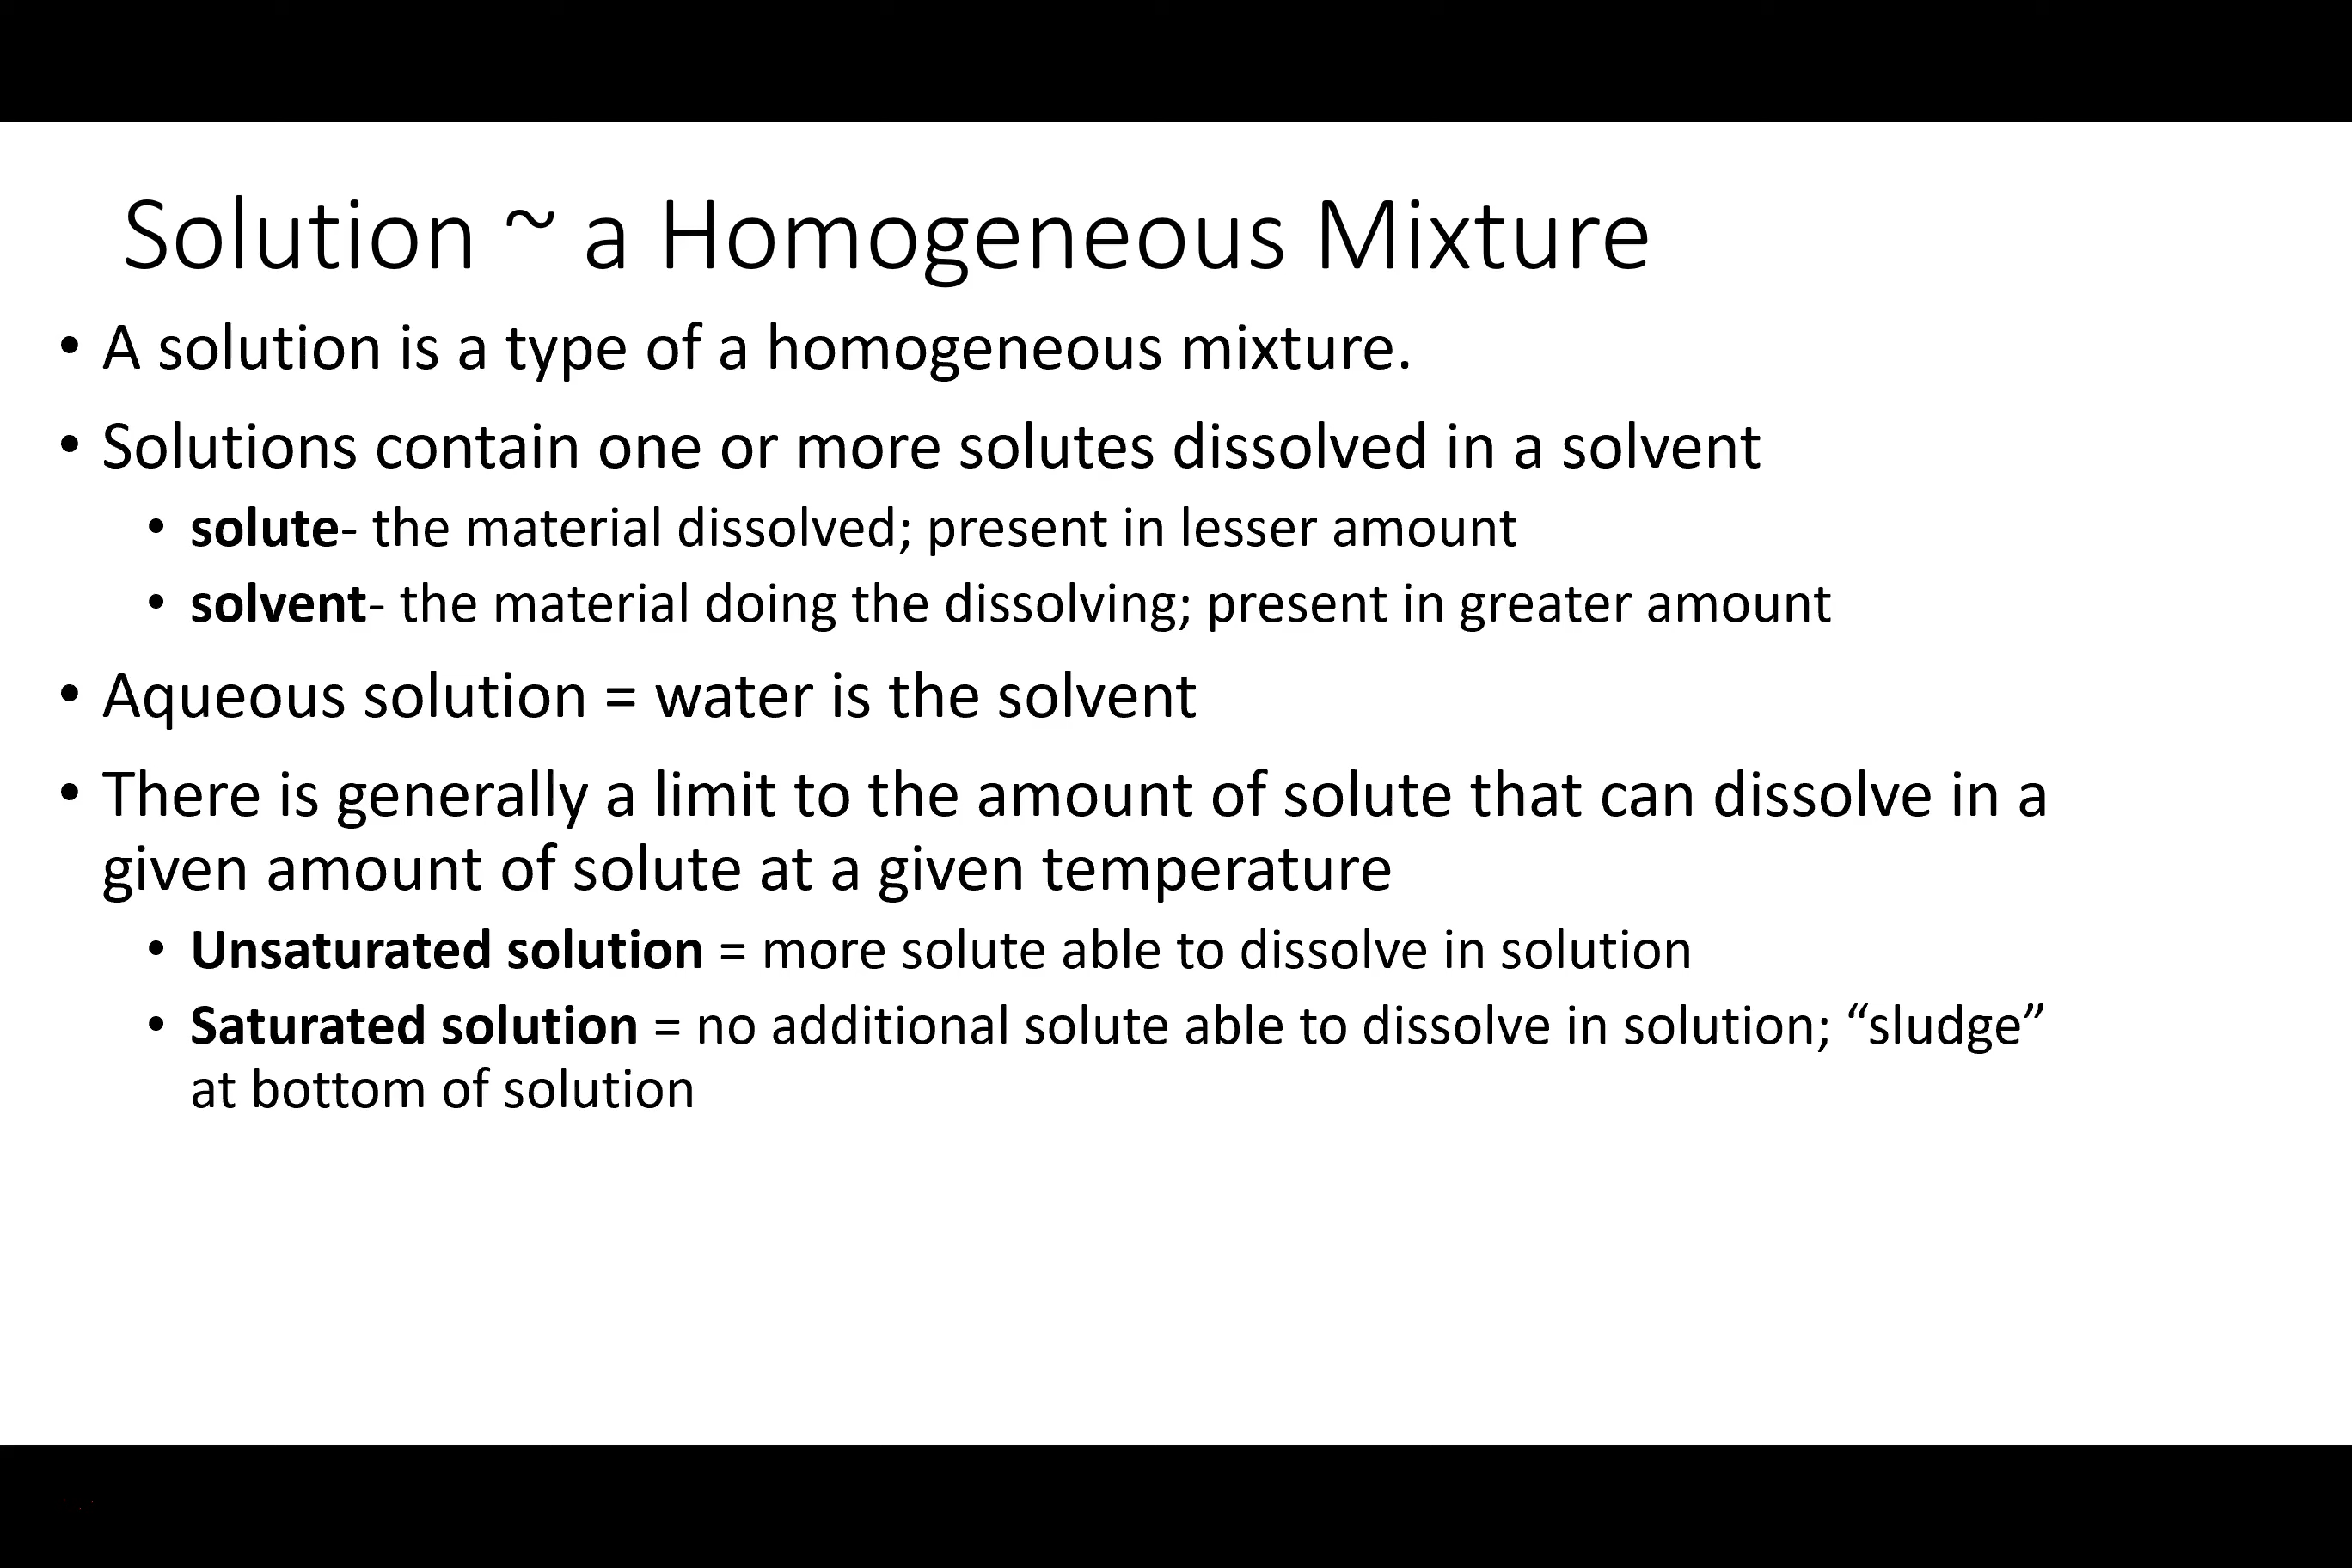 Solution ~ a Homogeneous Mixture
• A solution is a type of a homogeneous mixture.
• Solutions contain one or more solutes dissolved in a solvent
• solute- the material dissolved; present in lesser amount
• solvent- the material doing the dissolving; present in greater amount
• Aqueous solution = water is the solvent
• There is generally a limit to the amount of solute that can dissolve in a
given amount of solute at a given temperature
• Unsaturated solution = more solute able to dissolve in solution
• Saturated solution = no additional solute able to dissolve in solution; “sludge”
at bottom of solution